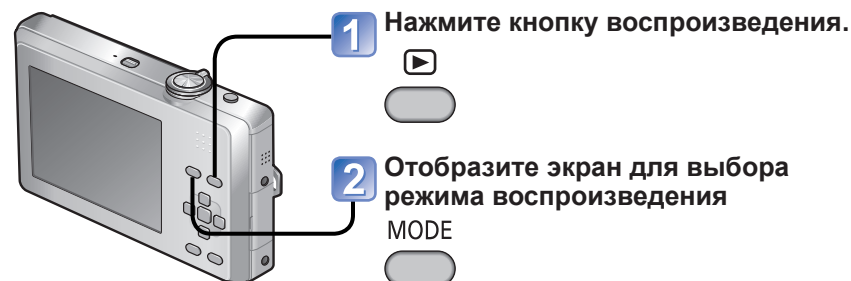 1 Нажмите кнопку воспроизведения.
2 Отобразите экран для выбора
режима воспроизведения
MODE